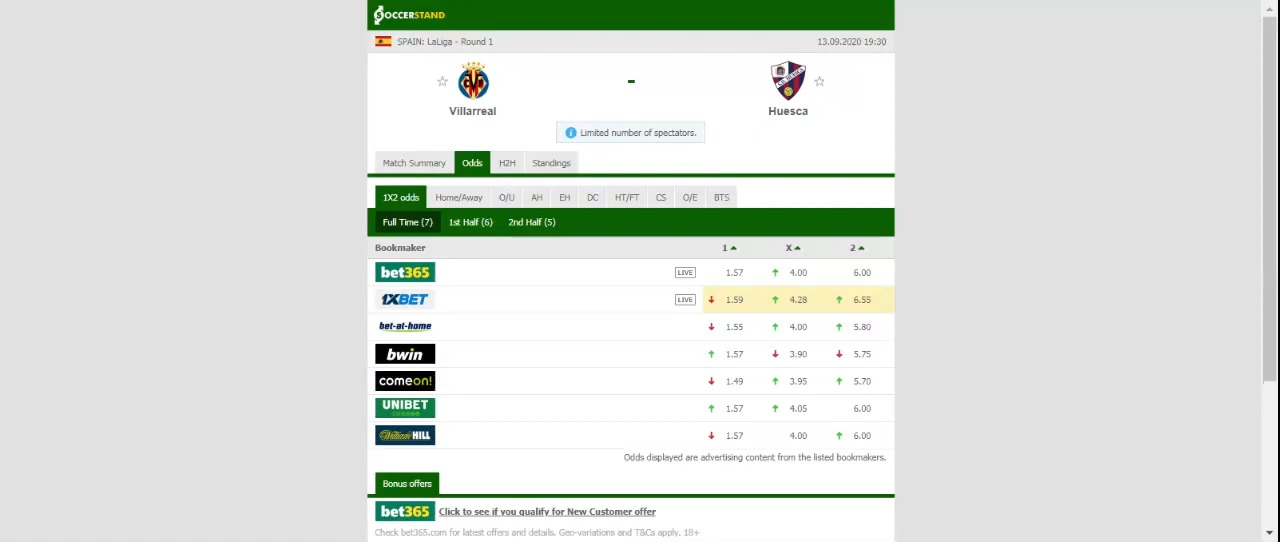 SOCCERSTAND
SPAIN: LaLiga - Round 1 13.09.2020 19:30
-
Villarreal Huesca
Limited number of spectators.
Match Summary Odds H2H Standings
1X2 odds Home/Away O/U AH EH DC HT/FT CS O/E BTS
Full Time (7) 1st Half (6) 2nd Half (5)
Bookmaker 1 X 2
bet365 LIVE 1.57 4.00 6.00
1XBET LIVE 1.59 4.28 6.55
bet-at-home 1.55 4.00 5.80
bwin 1.57 3.90 5.75
comeon! 1.49 3.95 5.70
UNIBET 1.57 4.05 6.00
William HILL 1.57 4.00 6.00
Odds displayed are advertising content from the listed bookmakers.
Bonus offers
bet365 Click to see if you qualify for New Customer offer
Check bet365.com for latest offers and details. Geo-variations and T&Cs apply. 18+